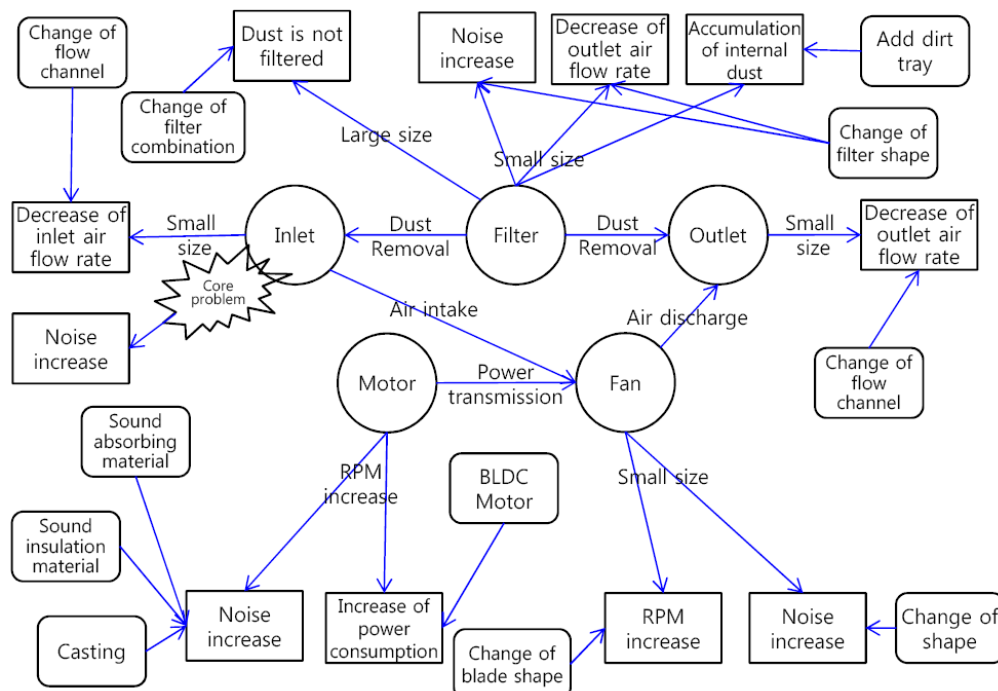 Change of
flow
channel
Dust is not
filtered
Noise
increase
Decrease of
outlet air
flow rate
Accumulation
of internal
dust
Add dirt
tray
Change of
filter
combination
Large size
Small size
Change of
filter shape
Decrease of
inlet air
flow rate
Small
size
Inlet
Dust
Removal
Filter
Dust
Removal
Outlet
Small
size
Decrease of
outlet air
flow rate
Core
problem
Noise
increase
Air intake
Air discharge
Motor
Power
transmission
Fan
Change of
flow
channel
Sound
absorbing
material
RPM
increase
BLDC
Motor
Small size
Sound
insulation
material
Casting
Noise
increase
Increase of
power
consumption
Change of
blade shape
RPM
increase
Noise
increase
Change of
shape